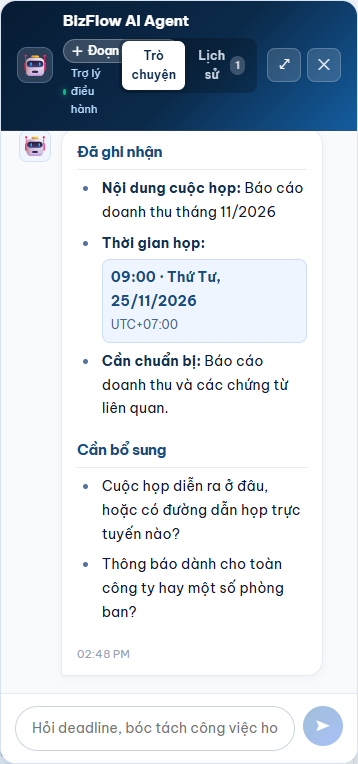 BizFlow AI Agent
+ Đoạn
Trợ lý
điều
hành
Trò
chuyện
Lịch
sử
1
Đã ghi nhận
Nội dung cuộc họp: Báo cáo
doanh thu tháng 11/2026
Thời gian họp:
09:00 · Thứ Tư,
25/11/2026
UTC+07:00
Cần chuẩn bị: Báo cáo
doanh thu và các chứng từ
liên quan.
Cần bổ sung
Cuộc họp diễn ra ở đâu,
hoặc có đường dẫn họp trực
tuyến nào?
Thông báo dành cho toàn
công ty hay một số phòng
ban?
02:48 PM
Hỏi deadline, bóc tách công việc ho